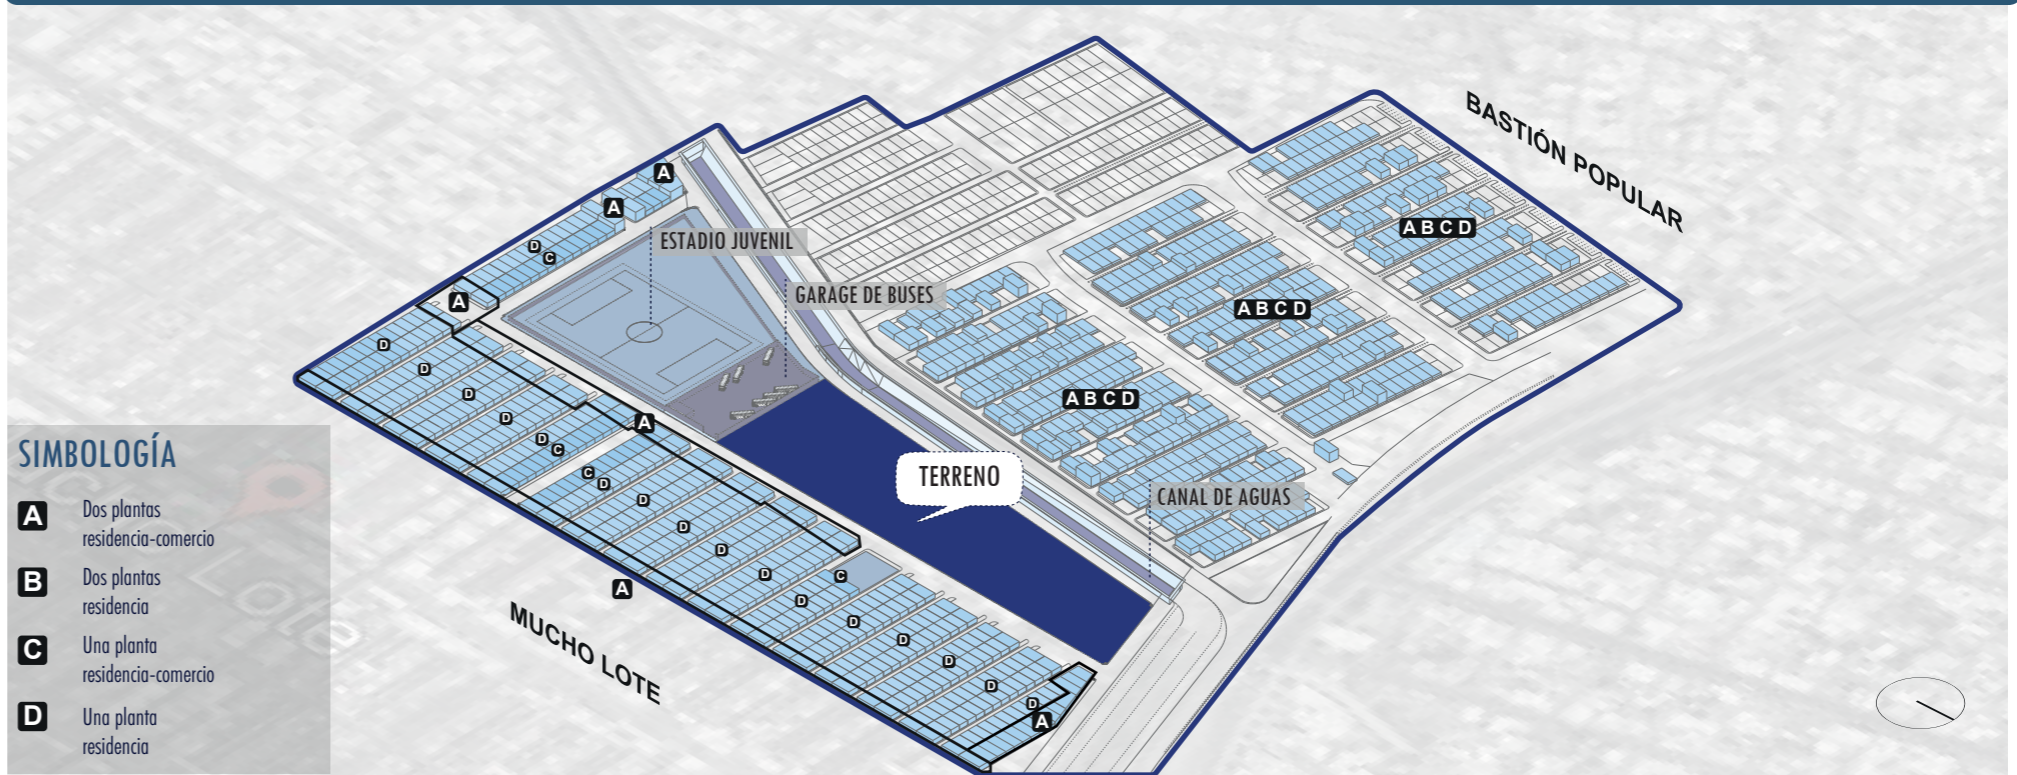 BASTIÓN POPULAR
A
A
ESTADIO JUVENIL
D
C
A B C D
GARAGE DE BUSES
A
A B C D
D
D
D
A B C D
D
A
D
C
SIMBOLOGÍA
C
D
TERRENO
D
CANAL DE AGUAS
A
Dos plantas
residencia-comercio
D
D
D
C
A
B
Dos plantas
residencia
D
D
MUCHO LOTE
D
C
Una planta
residencia-comercio
D
D
D
A
D
Una planta
residencia